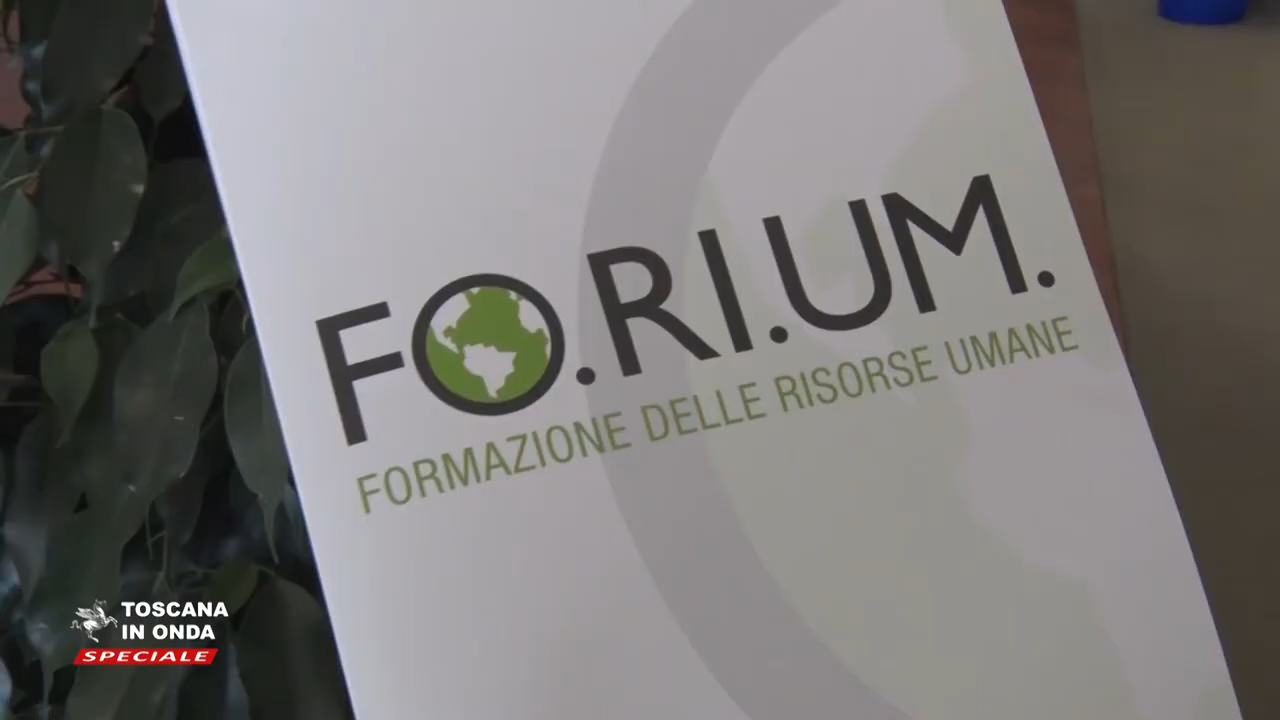 FO.RI.UM.
FORMAZIONE DELLE RISORSE UMANE
TOSCANA
IN ONDA
SPECIALE